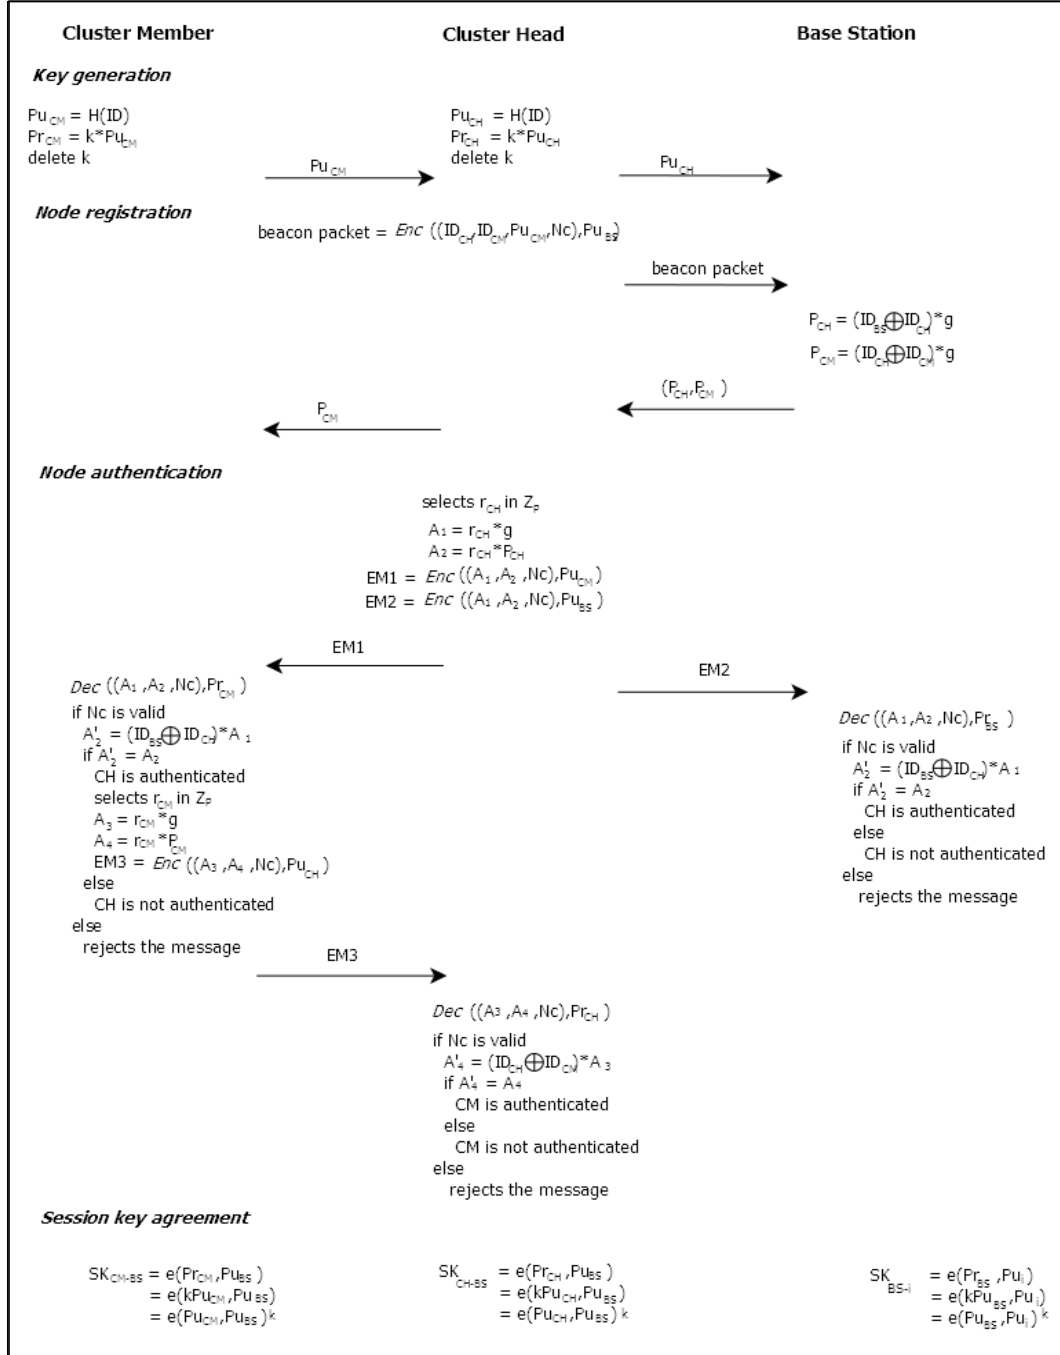 Cluster Member Cluster Head Base Station
Key generation
Pu_CM = H(ID) Pu_CH = H(ID)
Pr_CM = k*Pu_CM Pr_CH = k*Pu_CH
delete k delete k
Pu_CM Pu_CH
Node registration
beacon packet = Enc ((ID_CH,ID_CM,Pu_CM,Nc),Pu_BS)
beacon packet
P_CH = (ID_BS⊕ID_CH)*g
P_CM = (ID_CH⊕ID_CM)*g
(P_CH,P_CM)
P_CM
Node authentication
selects r_CH in Z_P
A1 = r_CH*g
A2 = r_CH*P_CH
EM1 = Enc ((A1 ,A2 ,Nc),Pu_CM)
EM2 = Enc ((A1 ,A2 ,Nc),Pu_BS)
EM1
EM2
Dec ((A1 ,A2 ,Nc),Pr_CM)
if Nc is valid
A'2 = (ID_BS⊕ID_CH)*A1
if A'2 = A2
CH is authenticated
selects r_CM in Z_P
A3 = r_CM*g
A4 = r_CM*P_CM
EM3 = Enc ((A3 ,A4 ,Nc),Pu_CH)
else
CH is not authenticated
else
rejects the message
Dec ((A1 ,A2 ,Nc),Pr_BS)
if Nc is valid
A'2 = (ID_BS⊕ID_CH)*A1
if A'2 = A2
CH is authenticated
else
CH is not authenticated
else
rejects the message
EM3
Dec ((A3 ,A4 ,Nc),Pr_CH)
if Nc is valid
A'4 = (ID_CH⊕ID_CM)*A3
if A'4 = A4
CM is authenticated
else
CM is not authenticated
else
rejects the message
Session key agreement
SK_CM-BS = e(Pr_CM,Pu_BS)
= e(kPu_CM,Pu_BS)
= e(Pu_CM,Pu_BS)^k
SK_CH-BS = e(Pr_CH,Pu_BS)
= e(kPu_CH,Pu_BS)
= e(Pu_CH,Pu_BS)^k
SK_BS-i = e(Pr_BS,Pu_i)
= e(kPu_BS,Pu_i)
= e(Pu_BS,Pu_i)^k